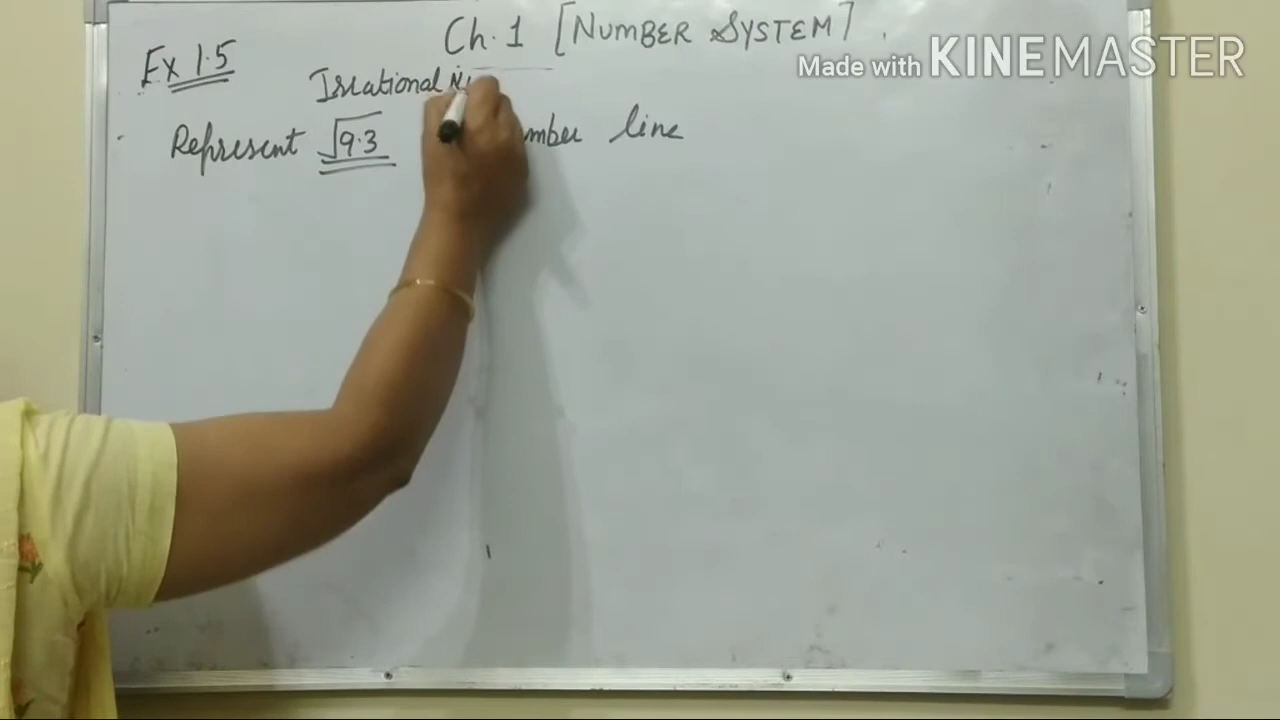 Ch.1 [NUMBER SYSTEM].
Made with KINEMASTER
Ex 1.5
Irrational
Represent √9.3 line